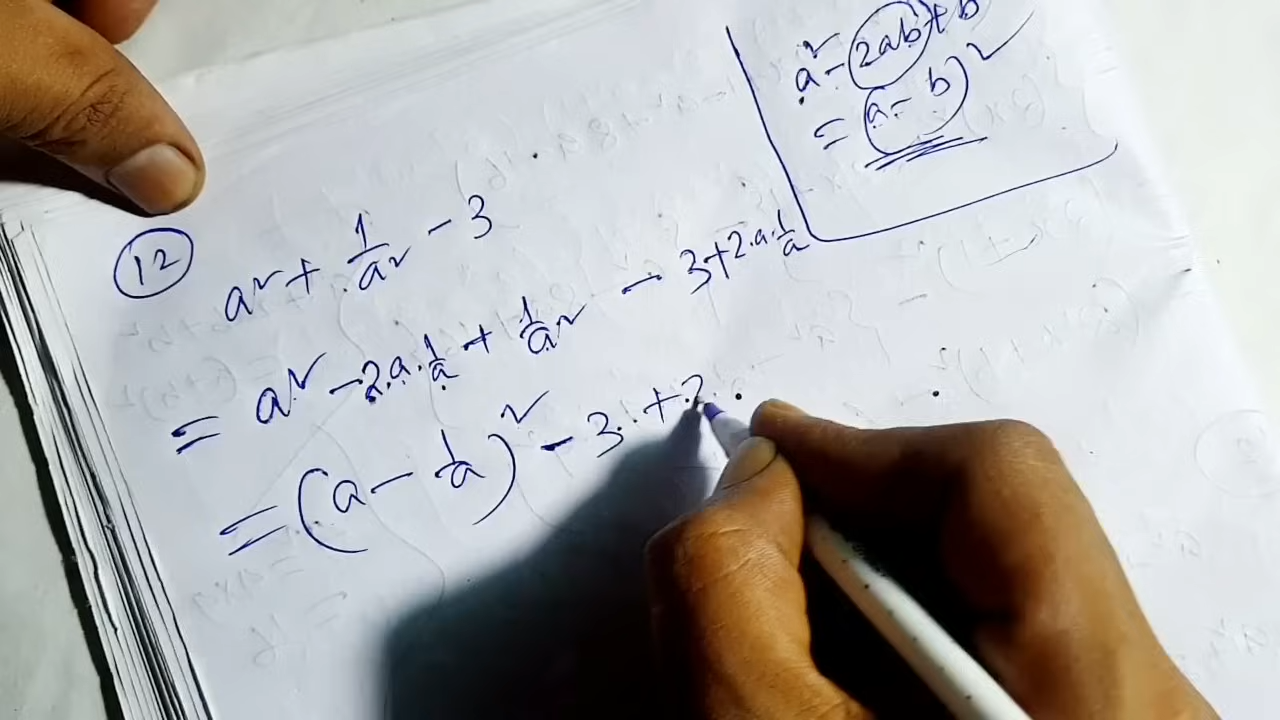 a² - 2ab + b
= (a - b)²
12
a² + 1/a² - 3
= a² - 2.a.1/a + 1/a² - 3 + 2.a.1/a
= (a - 1/a)² - 3 + 2